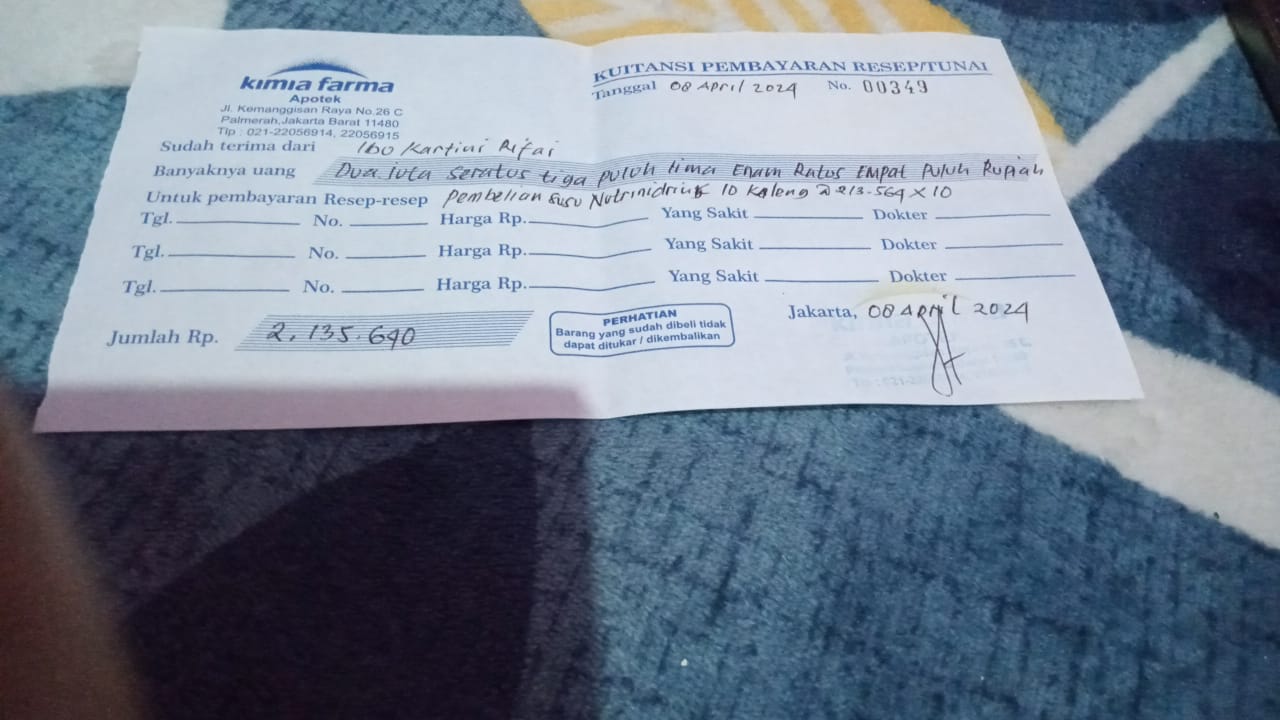 kimia farma
Apotek
Jl. Kemanggisan Raya No.26 C
Palmerah, Jakarta Barat 11480
Tlp : 021-22056914, 22056915
KUITANSI PEMBAYARAN RESEP/TUNAI
Tanggal 08 April 2024 No. 00349
Sudah terima dari Ibu Kartini Rifai
Banyaknya uang Dua juta seratus tiga puluh lima Enam Ratus Empat Puluh Rupiah
Untuk pembayaran Resep-resep Pembelian susu Nutrinidrink 10 kaleng @ 213.564 x 10
Tgl. No. Harga Rp. Yang Sakit Dokter
Tgl. No. Harga Rp. Yang Sakit Dokter
Tgl. No. Harga Rp. Yang Sakit Dokter
Jumlah Rp. 2.135.640
PERHATIAN
Barang yang sudah dibeli tidak
dapat ditukar / dikembalikan
Jakarta, 08 April 2024